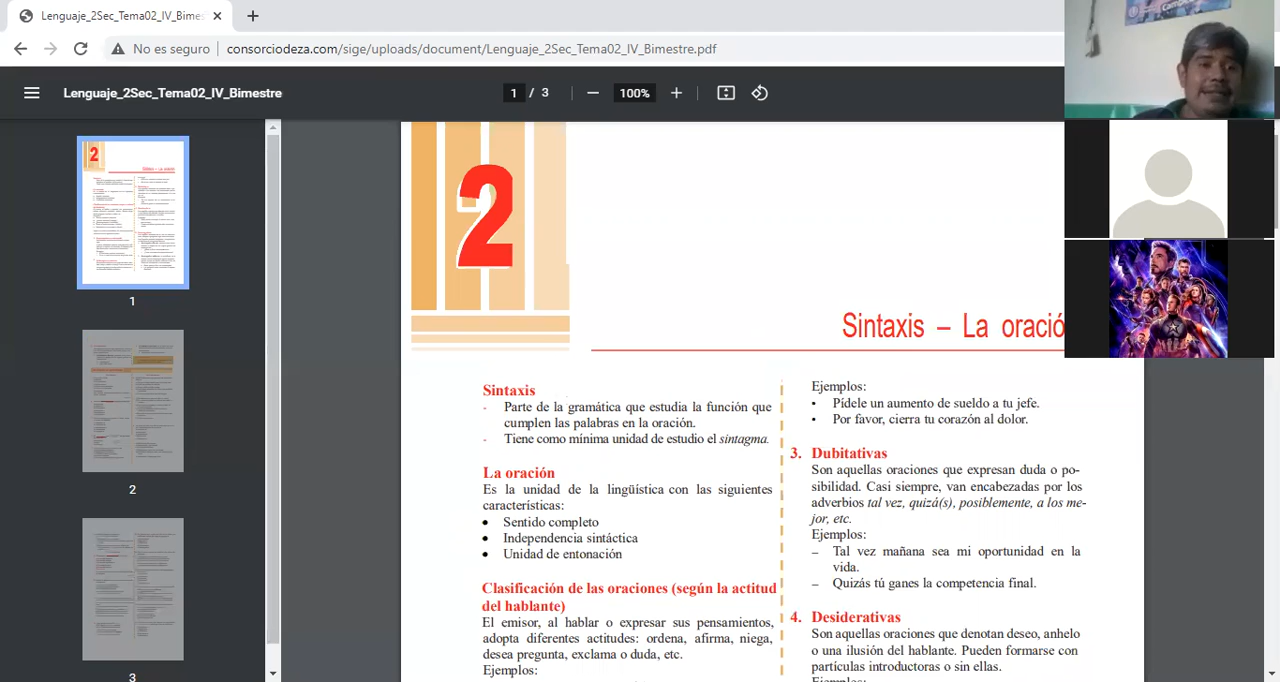 Lenguaje_2Sec_Tema02_IV_Bimes
No es seguro
consorciodeza.com/sige/uploads/document/Lenguaje_2Sec_Tema02_IV_Bimestre.pdf
Lenguaje_2Sec_Tema02_IV_Bimestre
1 / 3
100%
2
Sintaxis – La oració
1
2
3
Sintaxis
- Parte de la gramática que estudia la función que
cumplen las palabras en la oración.
- Tiene como mínima unidad de estudio el sintagma.
La oración
Es la unidad de la lingüística con las siguientes
características:
• Sentido completo
• Independencia sintáctica
• Unidad de entonación
Clasificación de las oraciones (según la actitud
del hablante)
El emisor, al hablar o expresar sus pensamientos,
adopta diferentes actitudes: ordena, afirma, niega,
desea pregunta, exclama o duda, etc.
Ejemplos:
Ejemplos:
• Pídele un aumento de sueldo a tu jefe.
• Por favor, cierra tu corazón al dolor.
3. Dubitativas
Son aquellas oraciones que expresan duda o po-
sibilidad. Casi siempre, van encabezadas por los
adverbios tal vez, quizá(s), posiblemente, a los me-
jor, etc.
Ejemplos:
– Tal vez mañana sea mi oportunidad en la
vida.
– Quizás tú ganes la competencia final.
4. Desiderativas
Son aquellas oraciones que denotan deseo, anhelo
o una ilusión del hablante. Pueden formarse con
partículas introductoras o sin ellas.
Ejemplos: